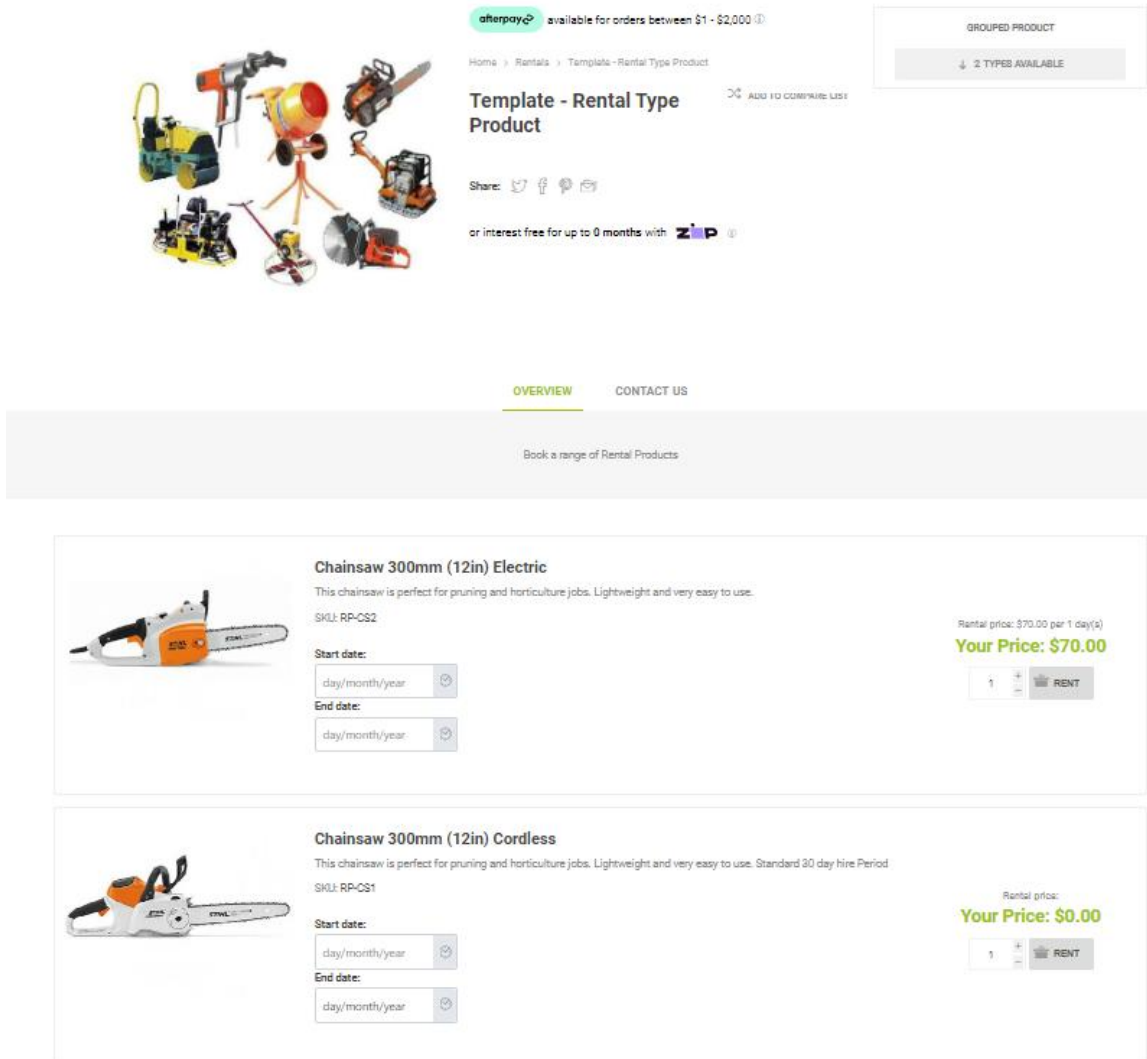 afterpay available for orders between $1 - $2,000
GROUPED PRODUCT
2 TYPES AVAILABLE
Home > Rentals > Template - Rental Type Product
Template - Rental Type
Product
ADD TO COMPARE LIST
Share:
or interest free for up to 0 months with ZIP
OVERVIEW CONTACT US
Book a range of Rental Products
Chainsaw 300mm (12in) Electric
This chainsaw is perfect for pruning and horticulture jobs. Lightweight and very easy to use.
SKU: RP-CS2
Rental price: $70.00 per 1 day(s)
Your Price: $70.00
Start date:
day/month/year
1 + - RENT
End date:
day/month/year
STIHL
Chainsaw 300mm (12in) Cordless
This chainsaw is perfect for pruning and horticulture jobs. Lightweight and very easy to use. Standard 30 day hire Period
SKU: RP-CS1
Rental price:
Your Price: $0.00
Start date:
day/month/year
1 + - RENT
End date:
day/month/year
STIHL